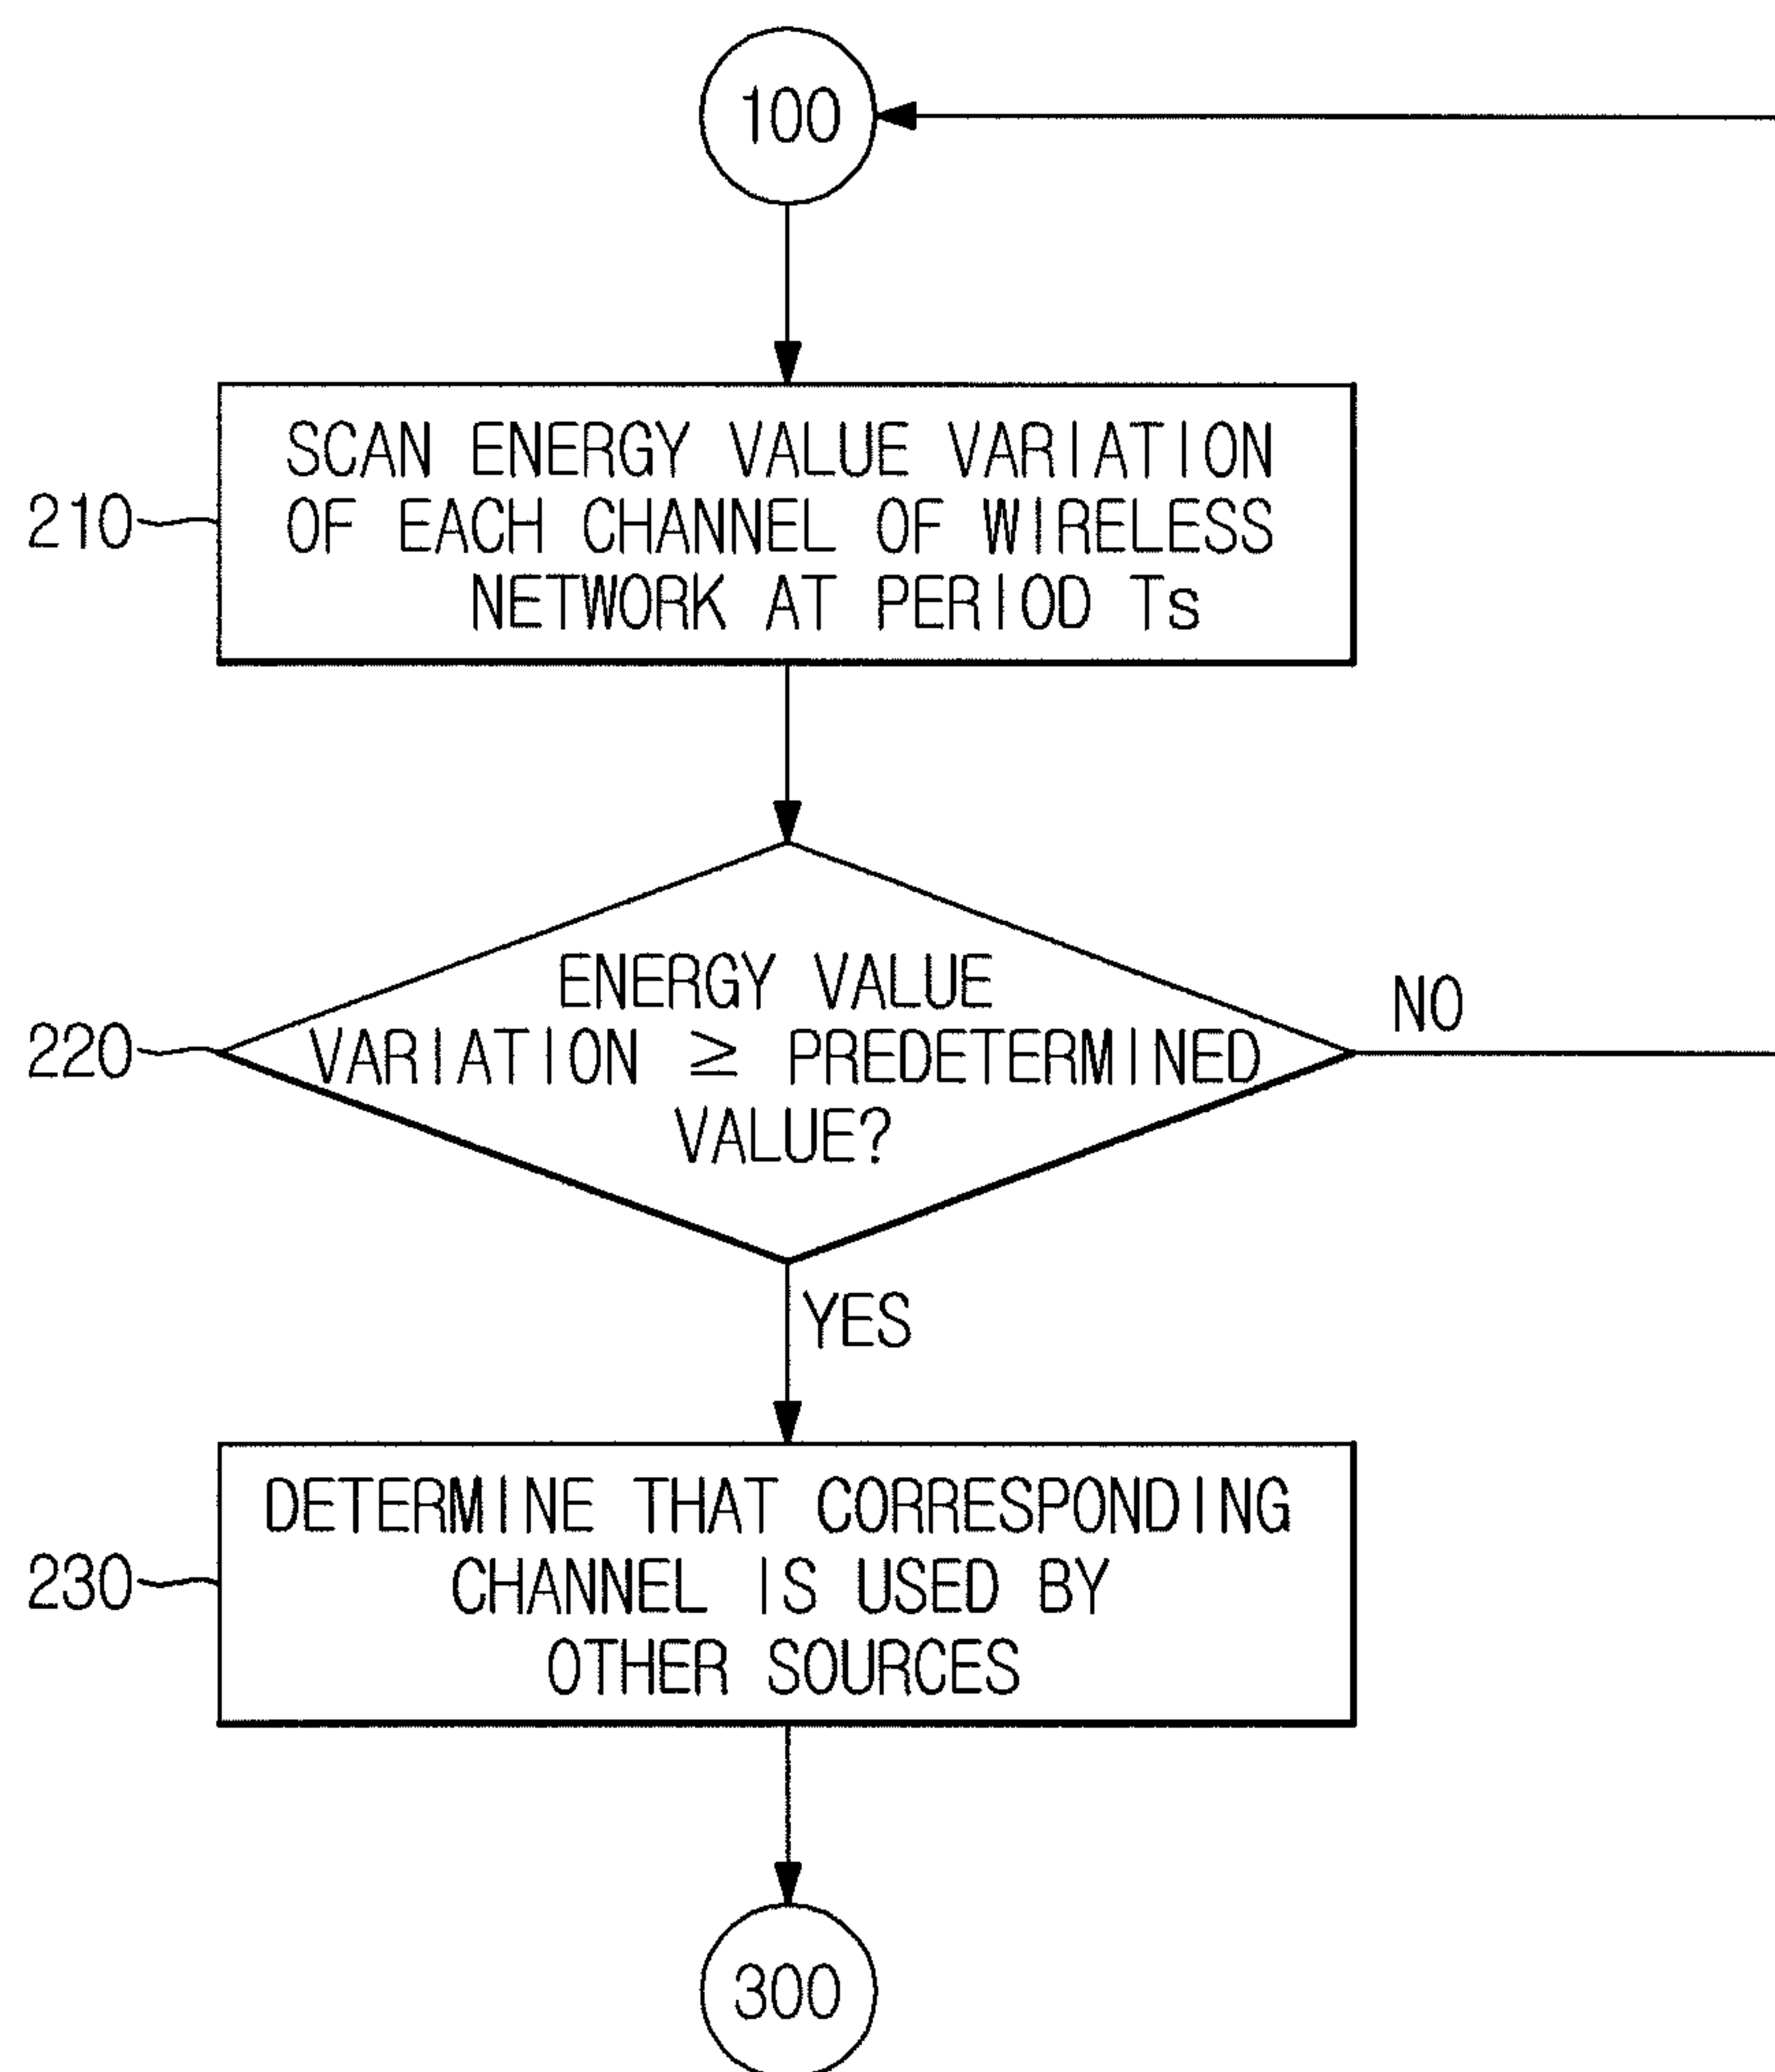 100
SCAN ENERGY VALUE VARIATION
OF EACH CHANNEL OF WIRELESS
NETWORK AT PERIOD Ts
210
ENERGY VALUE
VARIATION ≥ PREDETERMINED
VALUE?
220
NO
YES
DETERMINE THAT CORRESPONDING
CHANNEL IS USED BY
OTHER SOURCES
230
300